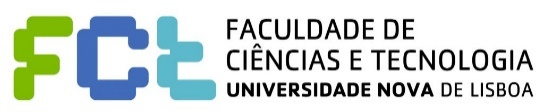 FCt
FACULDADE DE
CIÊNCIAS E TECNOLOGIA
UNIVERSIDADE NOVA DE LISBOA